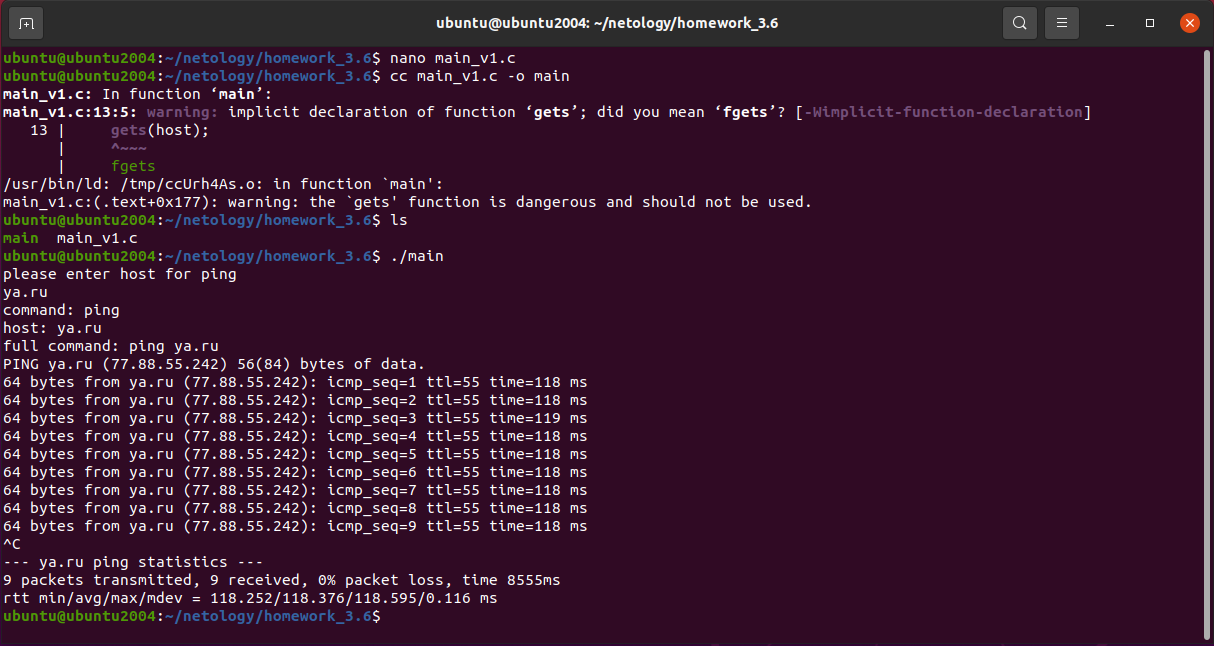 ubuntu@ubuntu2004: ~/netology/homework_3.6
ubuntu@ubuntu2004:~/netology/homework_3.6$ nano main_v1.c
ubuntu@ubuntu2004:~/netology/homework_3.6$ cc main_v1.c -o main
main_v1.c: In function ‘main’:
main_v1.c:13:5: warning: implicit declaration of function ‘gets’; did you mean ‘fgets’? [-Wimplicit-function-declaration]
   13 |     gets(host);
      |     ^~~~
      |     fgets
/usr/bin/ld: /tmp/ccUrh4As.o: in function `main':
main_v1.c:(.text+0x177): warning: the `gets' function is dangerous and should not be used.
ubuntu@ubuntu2004:~/netology/homework_3.6$ ls
main  main_v1.c
ubuntu@ubuntu2004:~/netology/homework_3.6$ ./main
please enter host for ping
ya.ru
command: ping
host: ya.ru
full command: ping ya.ru
PING ya.ru (77.88.55.242) 56(84) bytes of data.
64 bytes from ya.ru (77.88.55.242): icmp_seq=1 ttl=55 time=118 ms
64 bytes from ya.ru (77.88.55.242): icmp_seq=2 ttl=55 time=118 ms
64 bytes from ya.ru (77.88.55.242): icmp_seq=3 ttl=55 time=119 ms
64 bytes from ya.ru (77.88.55.242): icmp_seq=4 ttl=55 time=118 ms
64 bytes from ya.ru (77.88.55.242): icmp_seq=5 ttl=55 time=118 ms
64 bytes from ya.ru (77.88.55.242): icmp_seq=6 ttl=55 time=118 ms
64 bytes from ya.ru (77.88.55.242): icmp_seq=7 ttl=55 time=118 ms
64 bytes from ya.ru (77.88.55.242): icmp_seq=8 ttl=55 time=118 ms
64 bytes from ya.ru (77.88.55.242): icmp_seq=9 ttl=55 time=118 ms
^C
--- ya.ru ping statistics ---
9 packets transmitted, 9 received, 0% packet loss, time 8555ms
rtt min/avg/max/mdev = 118.252/118.376/118.595/0.116 ms
ubuntu@ubuntu2004:~/netology/homework_3.6$